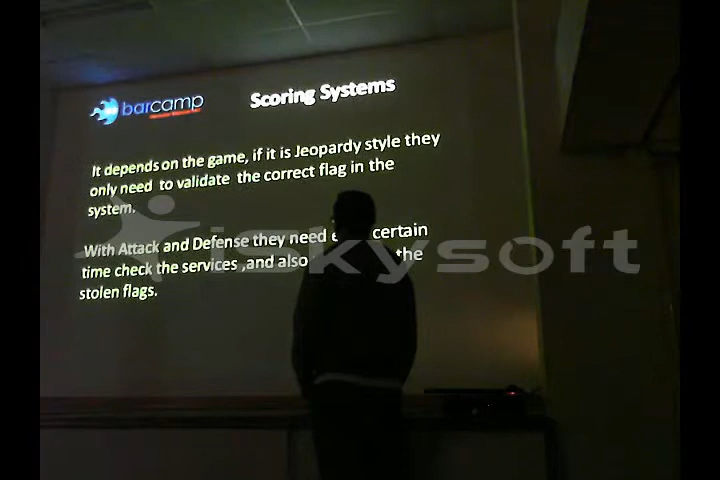 barcamp
Scoring Systems
It depends on the game, if it is Jeopardy style they
only need to validate the correct flag in the
system.
With Attack and Defense they need certain
time check the services ,and also the
stolen flags.
iskysoft